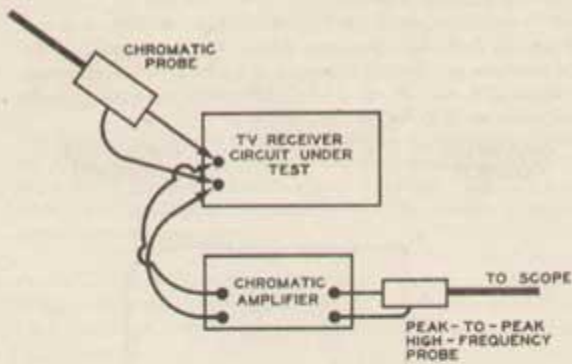 CHROMATIC
PROBE
TV RECEIVER
CIRCUIT UNDER
TEST
CHROMATIC
AMPLIFIER
TO SCOPE
PEAK-TO-PEAK
HIGH-FREQUENCY
PROBE